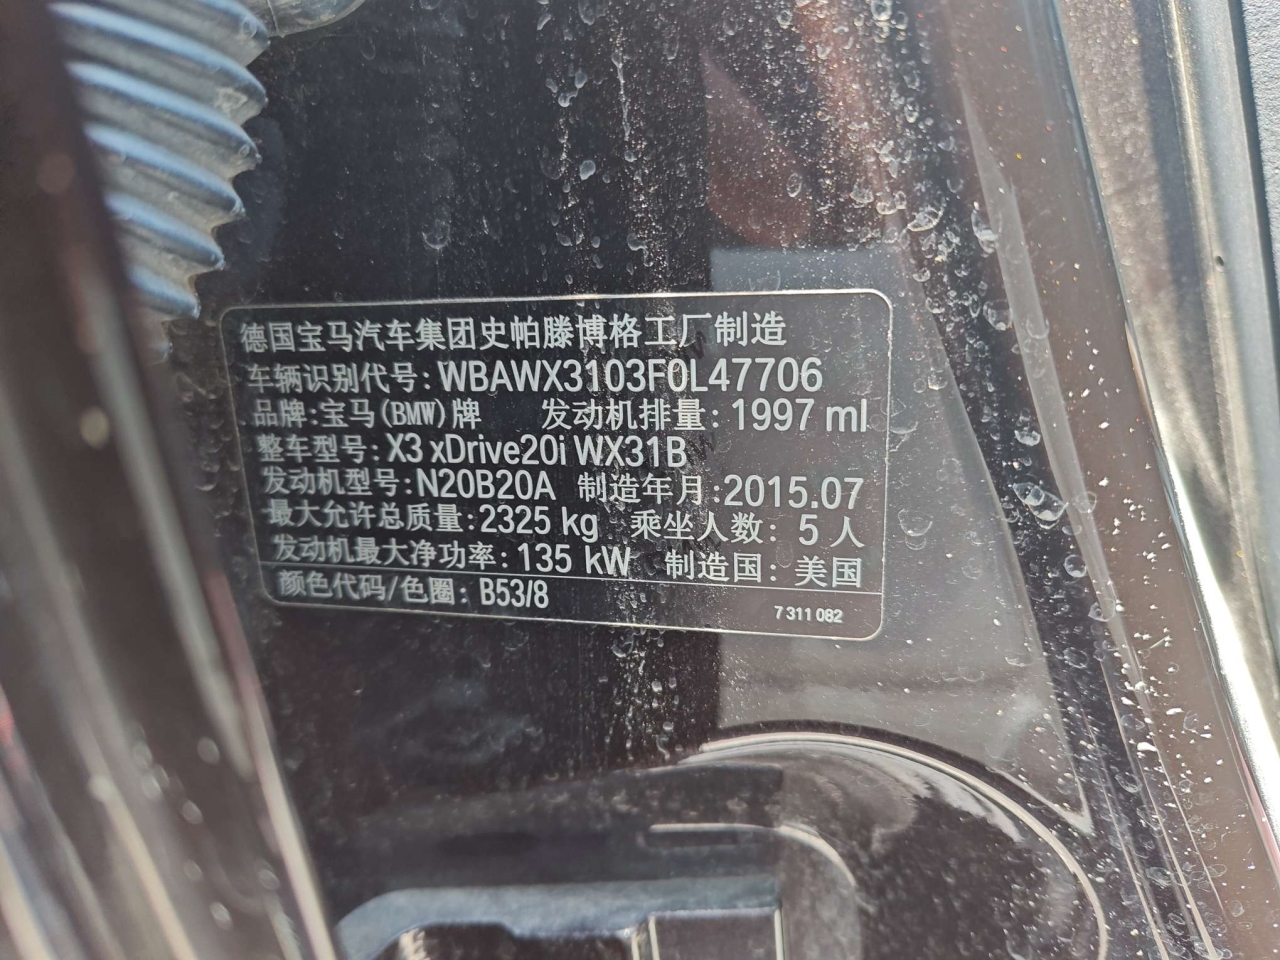 德国宝马汽车集团史帕滕博格工厂制造
车辆识别代号:WBAWX3103F0L47706
品牌:宝马(BMW)牌 发动机排量:1997 ml
整车型号:X3 xDrive20i WX31B
发动机型号:N20B20A 制造年月:2015.07
最大允许总质量:2325 kg 乘坐人数:5人
发动机最大净功率:135 kW 制造国:美国
颜色代码/色圈:B53/8 7 311 082